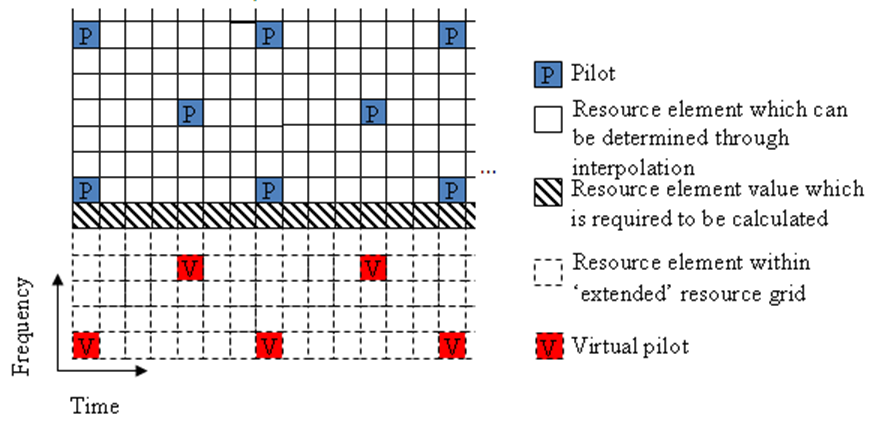 P P P
P P
P P P
...
V V
V V V
Frequency
Time
P Pilot
Resource element which can
be determined through
interpolation
Resource element value which
is required to be calculated
Resource element within
‘extended’ resource grid
V Virtual pilot